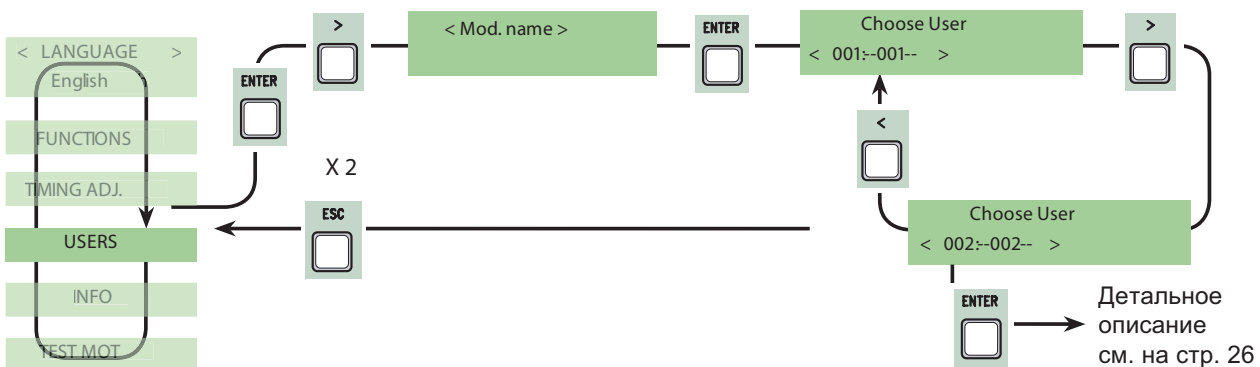 < LANGUAGE >
English
FUNCTIONS
TIMING ADJ.
USERS
INFO
TEST MOT
ENTER
>
< Mod. name >
ENTER
Choose User
< 001:--001-- >
>
<
Choose User
< 002:--002-- >
X 2
ESC
ENTER
Детальное
описание
см. на стр. 26